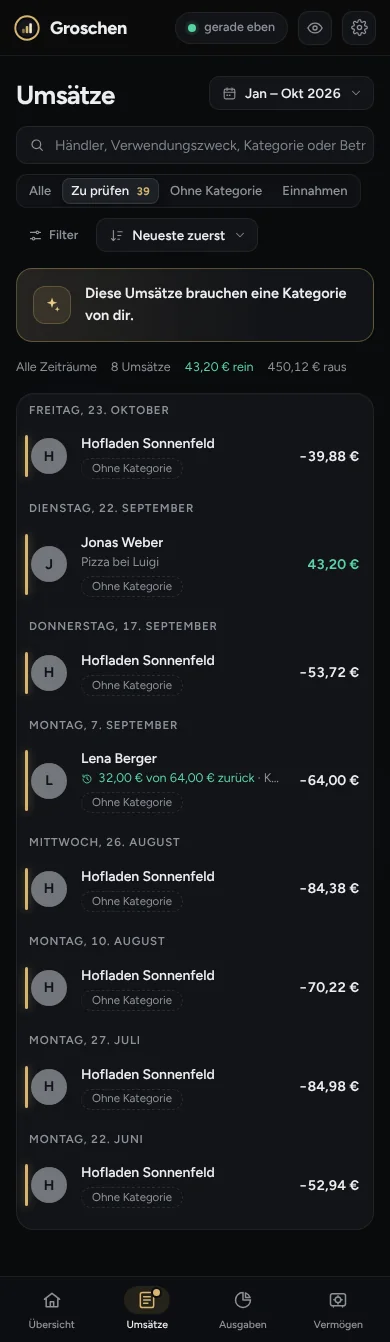 Groschen
gerade eben
Umsätze
Jan – Okt 2026
Händler, Verwendungszweck, Kategorie oder Betr
Alle
Zu prüfen 39
Ohne Kategorie
Einnahmen
Filter
Neueste zuerst
Diese Umsätze brauchen eine Kategorie
von dir.
Alle Zeiträume 8 Umsätze 43,20 € rein 450,12 € raus
FREITAG, 23. OKTOBER
H
Hofladen Sonnenfeld
Ohne Kategorie
-39,88 €
DIENSTAG, 22. SEPTEMBER
J
Jonas Weber
Pizza bei Luigi
Ohne Kategorie
43,20 €
DONNERSTAG, 17. SEPTEMBER
H
Hofladen Sonnenfeld
Ohne Kategorie
-53,72 €
MONTAG, 7. SEPTEMBER
L
Lena Berger
32,00 € von 64,00 € zurück · K...
Ohne Kategorie
-64,00 €
MITTWOCH, 26. AUGUST
H
Hofladen Sonnenfeld
Ohne Kategorie
-84,38 €
MONTAG, 10. AUGUST
H
Hofladen Sonnenfeld
Ohne Kategorie
-70,22 €
MONTAG, 27. JULI
H
Hofladen Sonnenfeld
Ohne Kategorie
-84,98 €
MONTAG, 22. JUNI
H
Hofladen Sonnenfeld
Ohne Kategorie
-52,94 €
Übersicht
Umsätze
Ausgaben
Vermögen